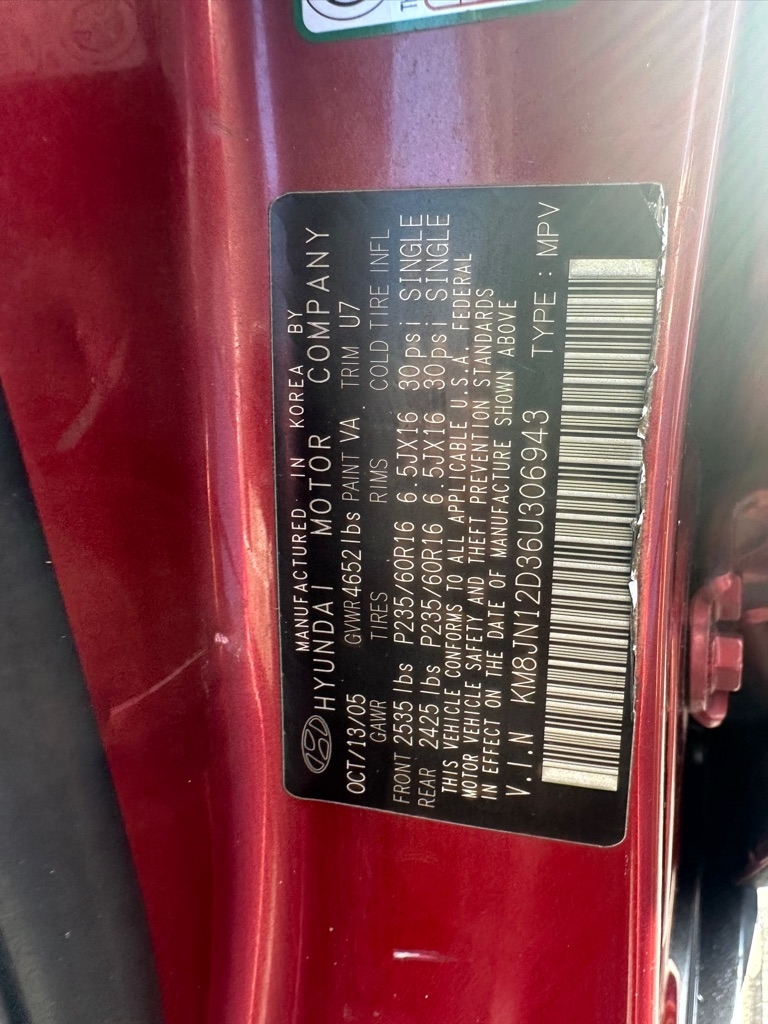 MANUFACTURED IN KOREA BY
HYUNDAI MOTOR COMPANY
OCT/13/05 GVWR 4652 lbs PAINT VA TRIM U7
GAWR TIRES RIMS COLD TIRE INFL
FRONT 2535 lbs P235/60R16 6.5JX16 30psi SINGLE
REAR 2425 lbs P235/60R16 6.5JX16 30psi SINGLE
THIS VEHICLE CONFORMS TO ALL APPLICABLE U.S.A. FEDERAL
MOTOR VEHICLE SAFETY AND THEFT PREVENTION STANDARDS
IN EFFECT ON THE DATE OF MANUFACTURE SHOWN ABOVE
V.I.N KM8JN12D36U306943 TYPE : MPV